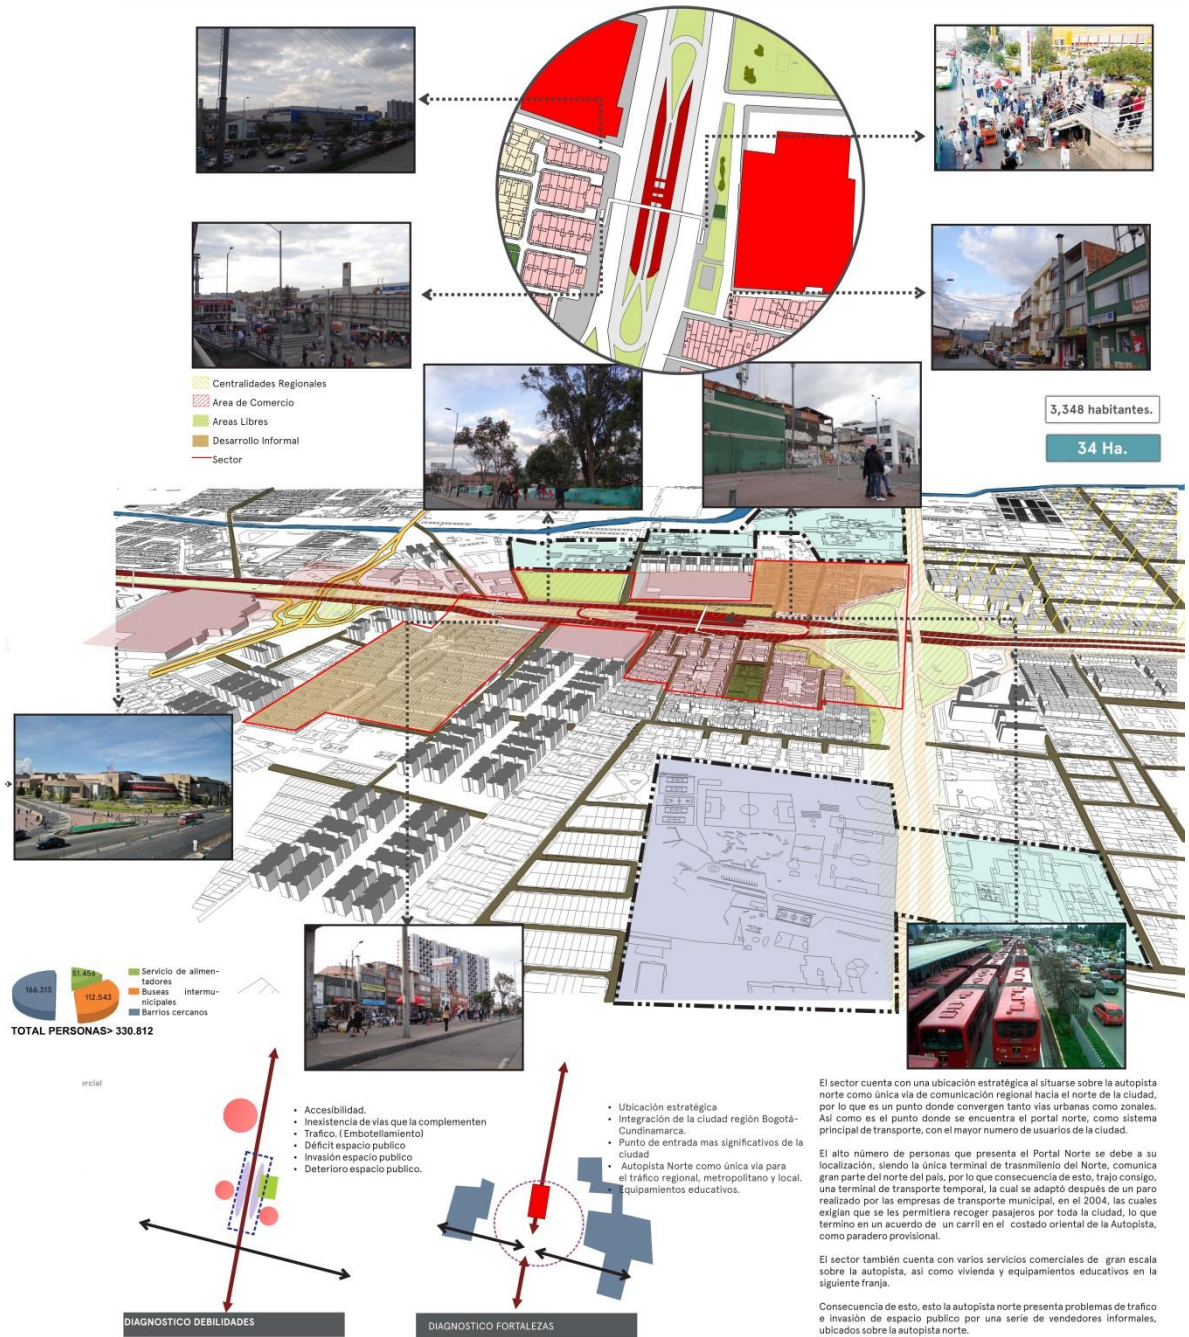 Centralidades Regionales
Area de Comercio
Areas Libres
Desarrollo Informal
Sector
3,348 habitantes.
34 Ha.
51.456
166.313
112.543
Servicio de alimen-
tadores
Buseas intermu-
nicipales
Barrios cercanos
TOTAL PERSONAS> 330.812
rcial
• Accesibilidad.
• Inexistencia de vías que la complementen
• Trafico. ( Embotellamiento)
• Déficit espacio publico
• Invasión espacio publico
• Deterioro espacio publico.
DIAGNOSTICO DEBILIDADES
• Ubicación estratégica
• Integración de la ciudad región Bogotá-
Cundinamarca.
• Punto de entrada mas significativos de la
ciudad
• Autopista Norte como única vía para
el tráfico regional, metropolitano y local.
• Equipamientos educativos.
DIAGNOSTICO FORTALEZAS
El sector cuenta con una ubicación estratégica al situarse sobre la autopista
norte como única vía de comunicación regional hacia el norte de la ciudad,
por lo que es un punto donde convergen tanto vías urbanas como zonales.
Así como es el punto donde se encuentra el portal norte, como sistema
principal de transporte, con el mayor numero de usuarios de la ciudad.
El alto número de personas que presenta el Portal Norte se debe a su
localización, siendo la única terminal de trasnmilenio del Norte, comunica
gran parte del norte del país, por lo que consecuencia de esto, trajo consigo,
una terminal de transporte temporal, la cual se adaptó después de un paro
realizado por las empresas de transporte municipal, en el 2004, las cuales
exigían que se les permitiera recoger pasajeros por toda la ciudad, lo que
termino en un acuerdo de un carril en el costado oriental de la Autopista,
como paradero provisional.
El sector también cuenta con varios servicios comerciales de gran escala
sobre la autopista, asi como vivienda y equipamientos educativos en la
siguiente franja.
Consecuencia de esto, esto la autopista norte presenta problemas de trafico
e invasión de espacio publico por una serie de vendedores informales,
ubicados sobre la autopista norte.